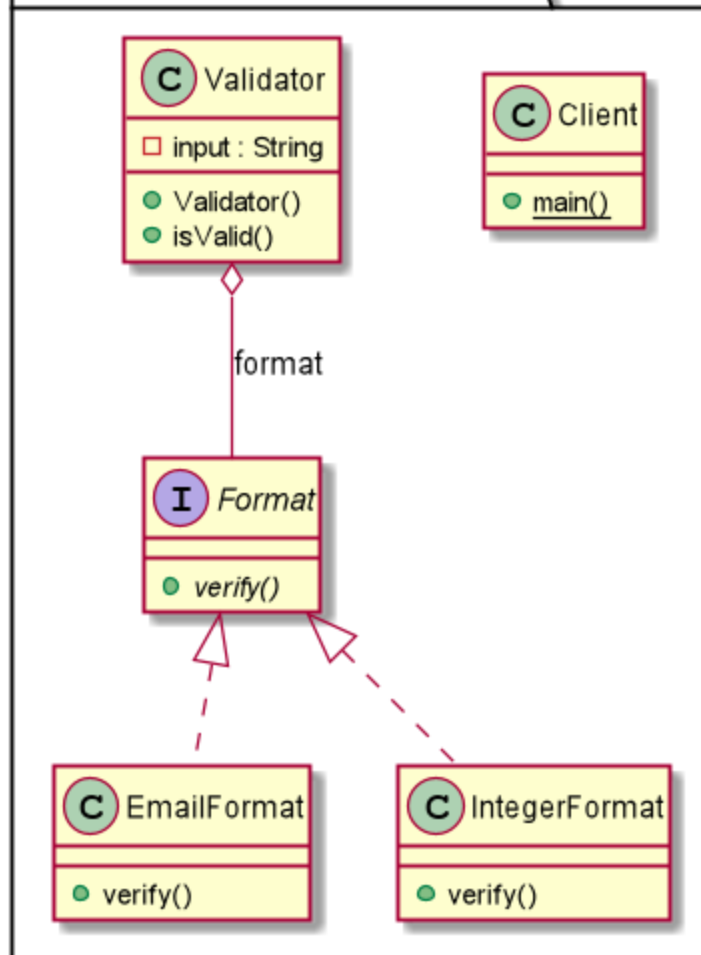 C Validator
input : String
Validator()
isValid()
C Client
main()
format
I Format
verify()
C EmailFormat
verify()
C IntegerFormat
verify()